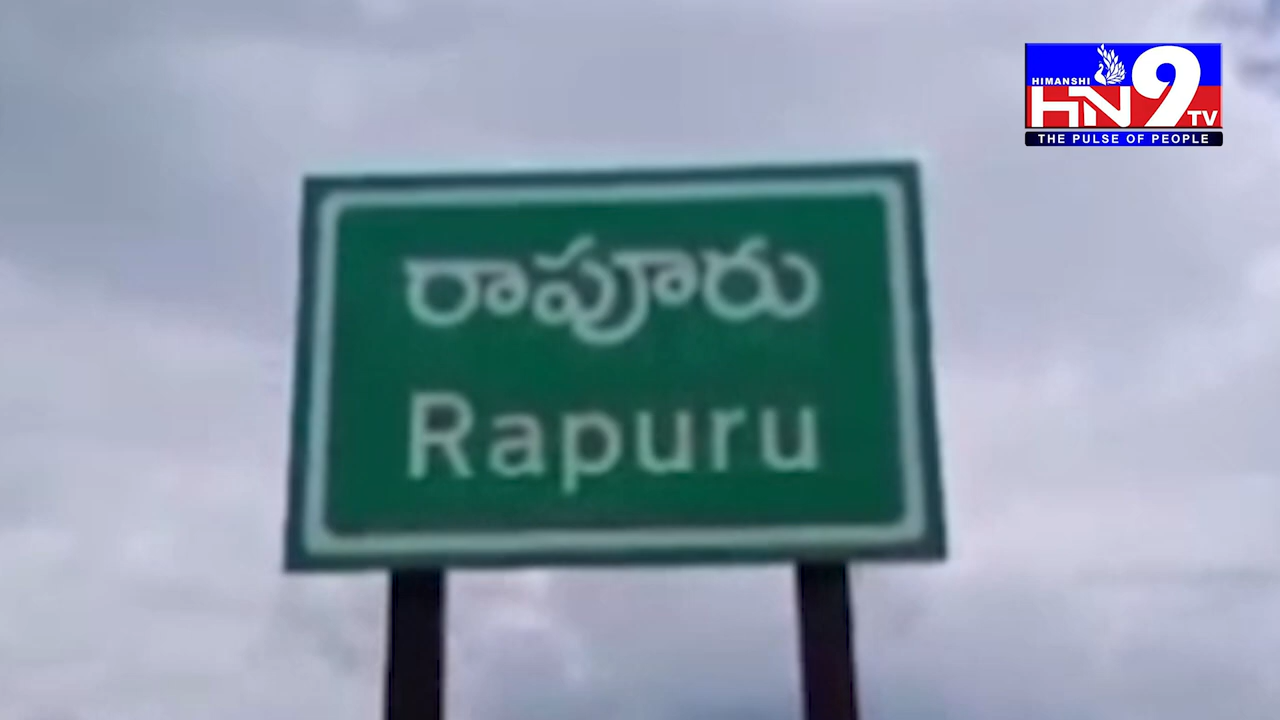 HIMANSHI
HN9 TV
THE PULSE OF PEOPLE
రాపూరు
Rapuru